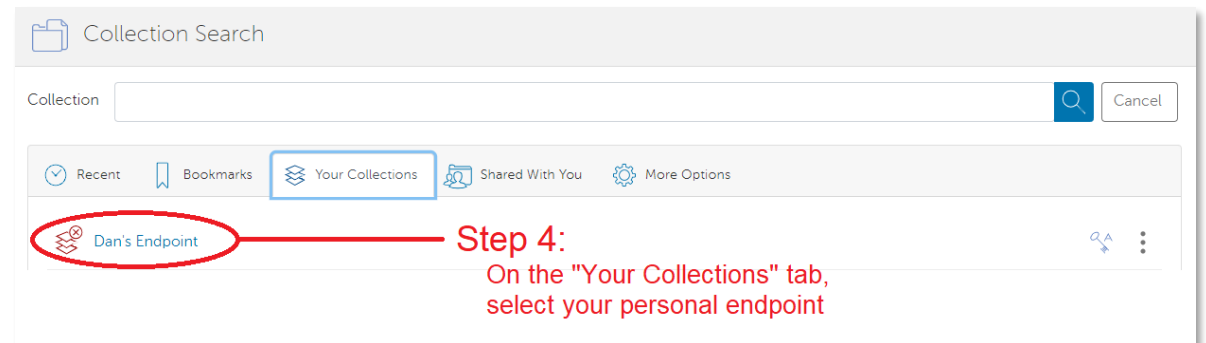 Collection Search
Collection
Cancel
Recent Bookmarks Your Collections Shared With You More Options
Dan's Endpoint
Step 4:
On the "Your Collections" tab,
select your personal endpoint